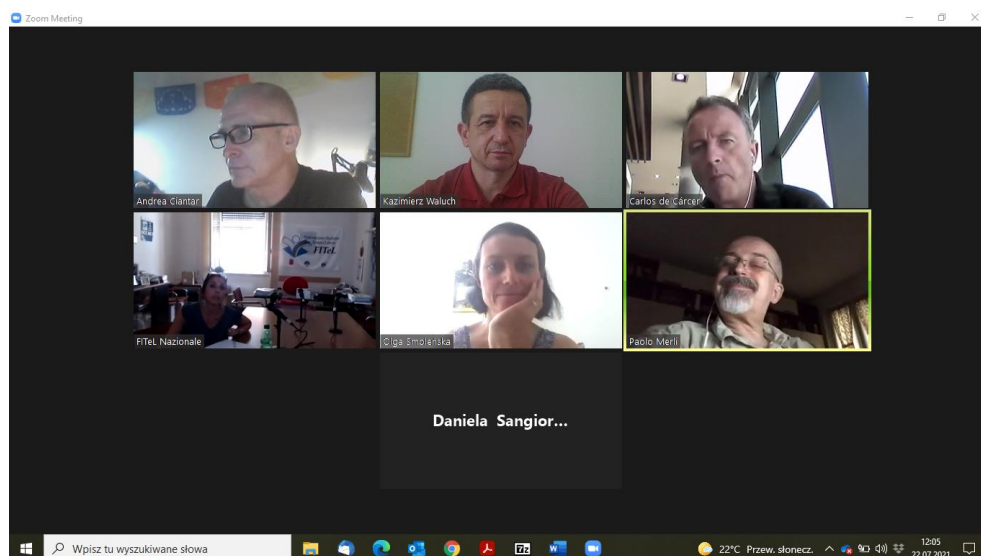 Zoom Meeting
Andrea Ciantar
Kazimierz Waluch
Carlos de Cárcer
FITeL
FITeL Nazionale
Olga Smoleńska
Paolo Merli
Daniela Sangior...
Wpisz tu wyszukiwane słowa
22°C Przew. słonecz.
12:05
22.07.2021